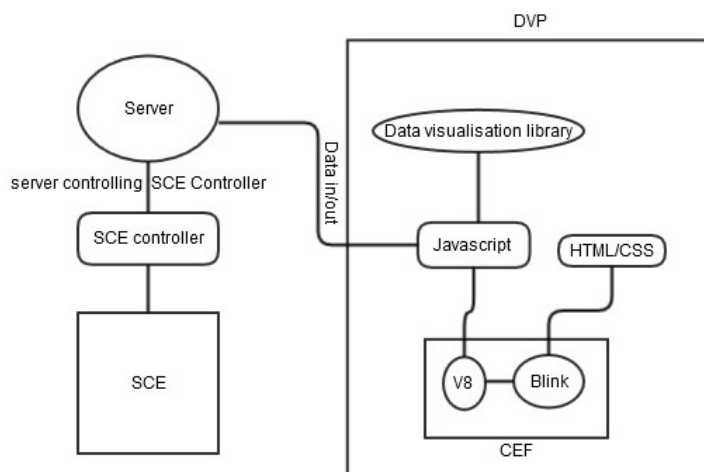 DVP
Server
Data visualisation library
server controlling SCE Controller
Data in/out
SCE controller
Javascript
HTML/CSS
SCE
V8
Blink
CEF